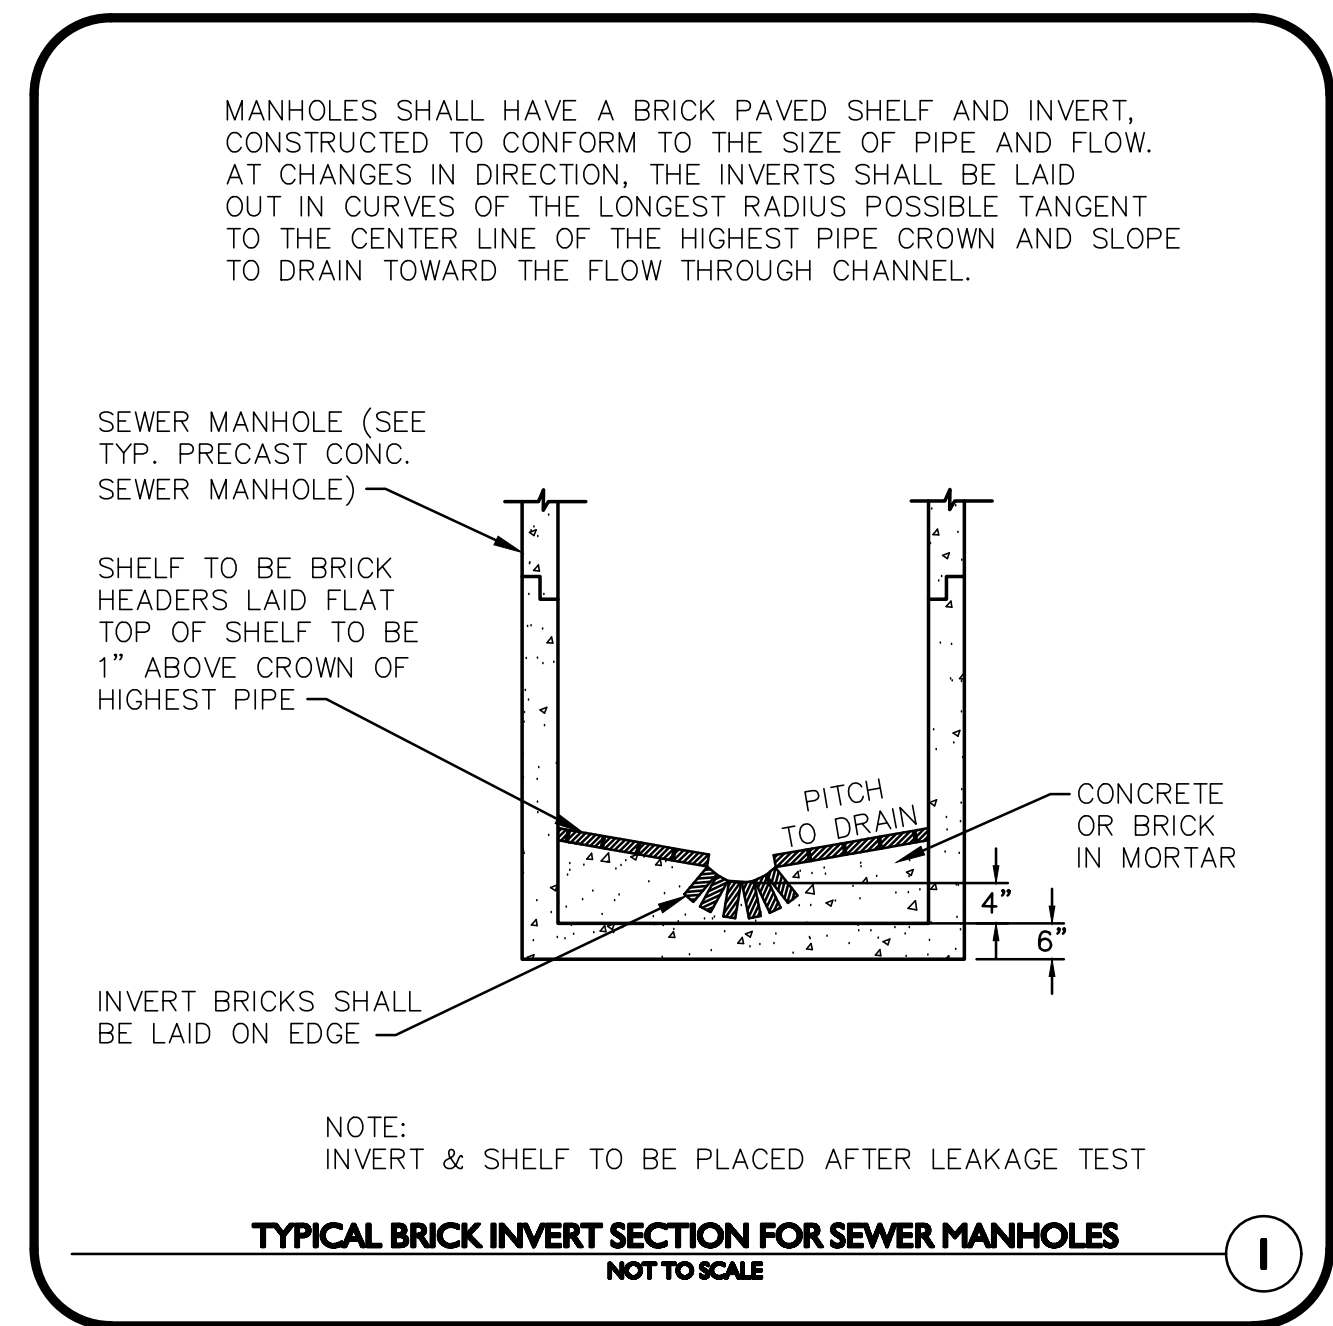 MANHOLES SHALL HAVE A BRICK PAVED SHELF AND INVERT,
CONSTRUCTED TO CONFORM TO THE SIZE OF PIPE AND FLOW.
AT CHANGES IN DIRECTION, THE INVERTS SHALL BE LAID
OUT IN CURVES OF THE LONGEST RADIUS POSSIBLE TANGENT
TO THE CENTER LINE OF THE HIGHEST PIPE CROWN AND SLOPE
TO DRAIN TOWARD THE FLOW THROUGH CHANNEL.
SEWER MANHOLE (SEE
TYP. PRECAST CONC.
SEWER MANHOLE)
SHELF TO BE BRICK
HEADERS LAID FLAT
TOP OF SHELF TO BE
1" ABOVE CROWN OF
HIGHEST PIPE
PITCH
TO DRAIN
CONCRETE
OR BRICK
IN MORTAR
4"
6"
INVERT BRICKS SHALL
BE LAID ON EDGE
NOTE:
INVERT & SHELF TO BE PLACED AFTER LEAKAGE TEST
TYPICAL BRICK INVERT SECTION FOR SEWER MANHOLES
NOT TO SCALE
1